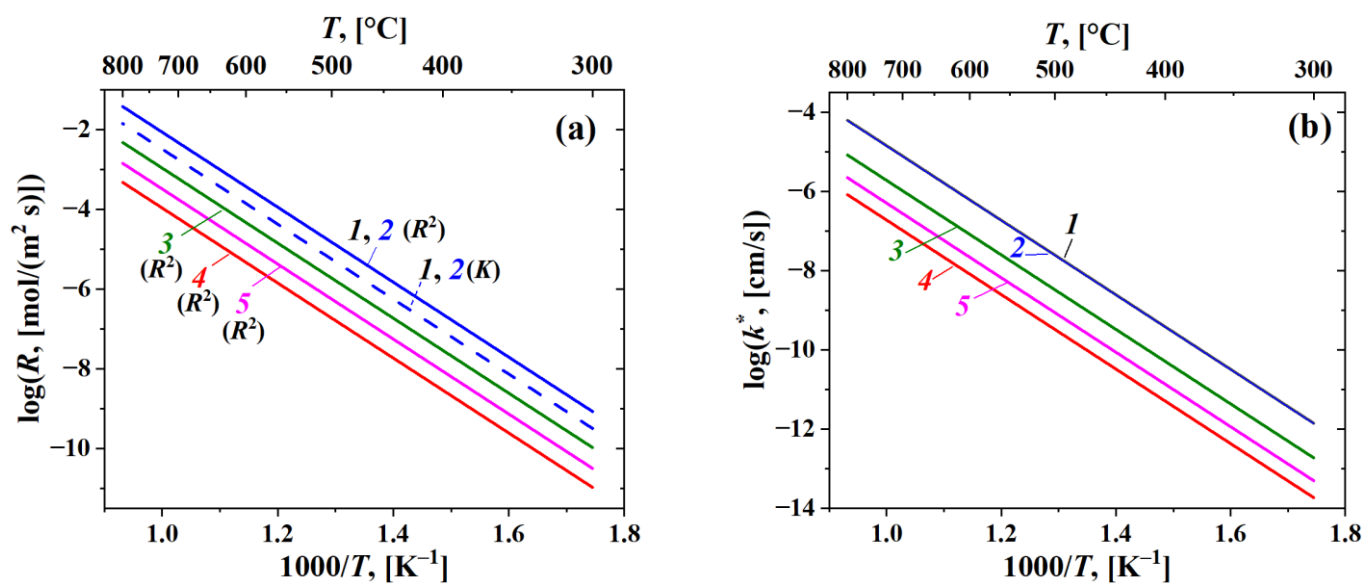 T, [°C]
800 700 600 500 400 300
(a)
log(R, [mol/(m² s)])
−2
−4
−6
−8
−10
1, 2 (R²)
1, 2(K)
3
(R²)
4
(R²)
5
(R²)
1.0 1.2 1.4 1.6 1.8
1000/T, [K⁻¹]
T, [°C]
800 700 600 500 400 300
(b)
log(k*, [cm/s])
−4
−6
−8
−10
−12
−14
1
2
3
4
5
1.0 1.2 1.4 1.6 1.8
1000/T, [K⁻¹]